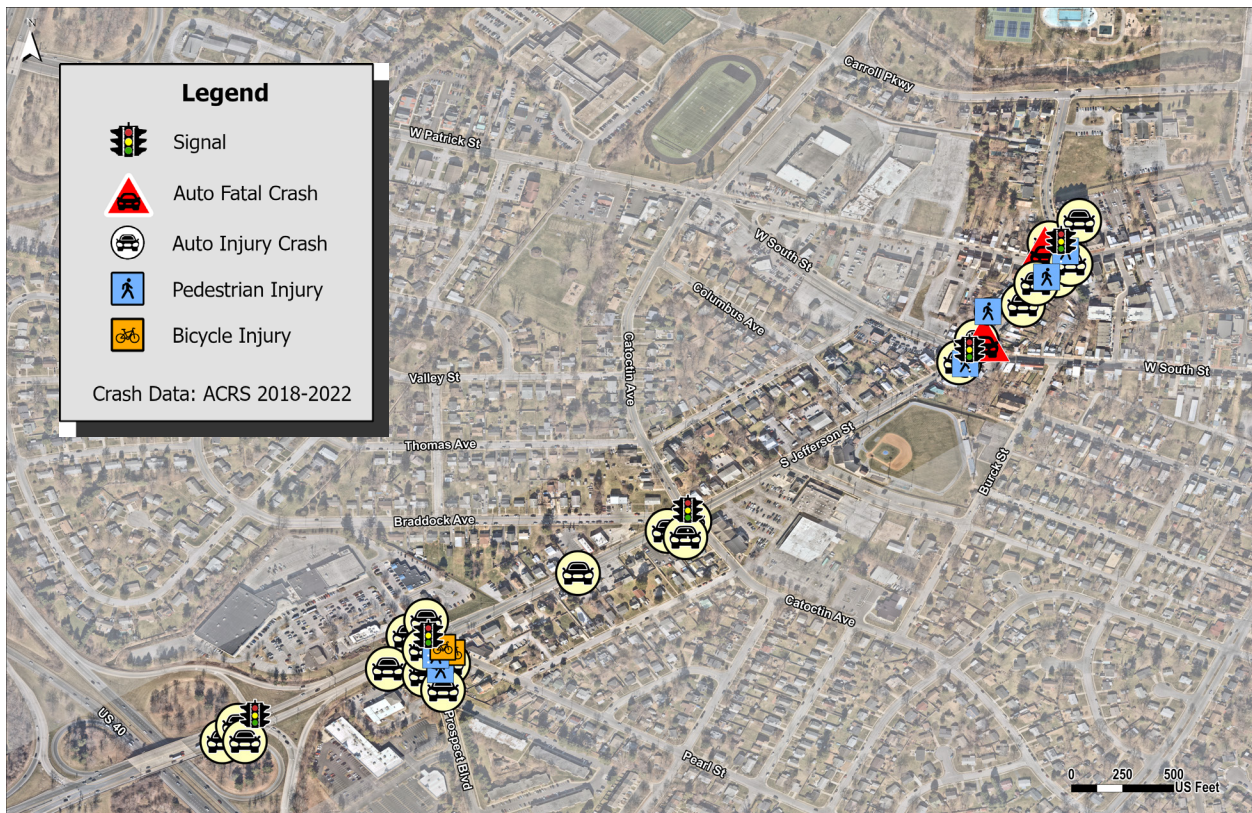 N
Legend
Signal
Auto Fatal Crash
Auto Injury Crash
Pedestrian Injury
Bicycle Injury
Crash Data: ACRS 2018-2022
Carroll Pkwy
W Patrick St
W South St
Columbus Ave
Catoctin Ave
Valley St
W South St
Thomas Ave
S Jefferson St
Burck St
Braddock Ave
Catoctin Ave
US 40
Prospect Blvd
Pearl St
0 250 500
US Feet